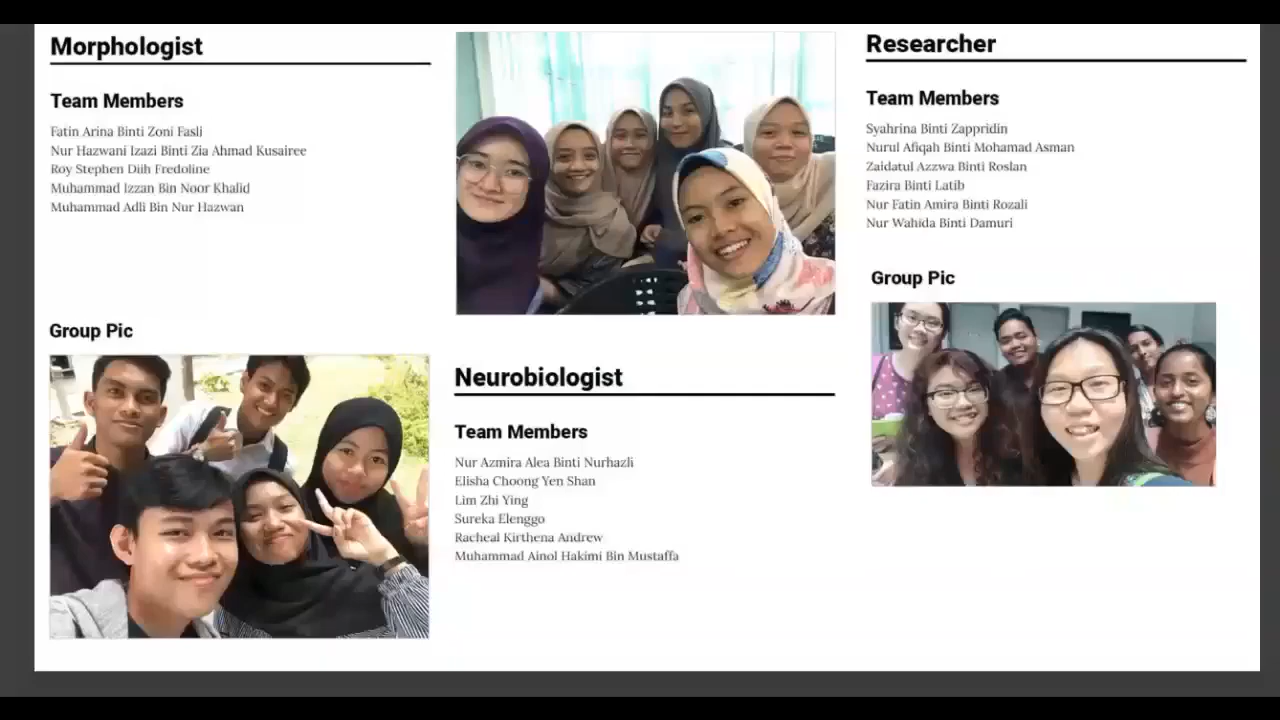 Morphologist
Team Members
Fatin Arina Binti Zoni Fasli
Nur Hazwani Izazi Binti Zia Ahmad Kusairee
Roy Stephen Diih Fredoline
Muhammad Izzan Bin Noor Khalid
Muhammad Adli Bin Nur Hazwan
Group Pic
Neurobiologist
Team Members
Nur Azmira Alea Binti Nurhazli
Elisha Choong Yen Shan
Lim Zhi Ying
Sureka Elenggo
Racheal Kirthena Andrew
Muhammad Ainol Hakimi Bin Mustaffa
Researcher
Team Members
Syahrina Binti Zappridin
Nurul Afiqah Binti Mohamad Asman
Zaidatul Azzwa Binti Roslan
Fazira Binti Latib
Nur Fatin Amira Binti Rozali
Nur Wahida Binti Damuri
Group Pic